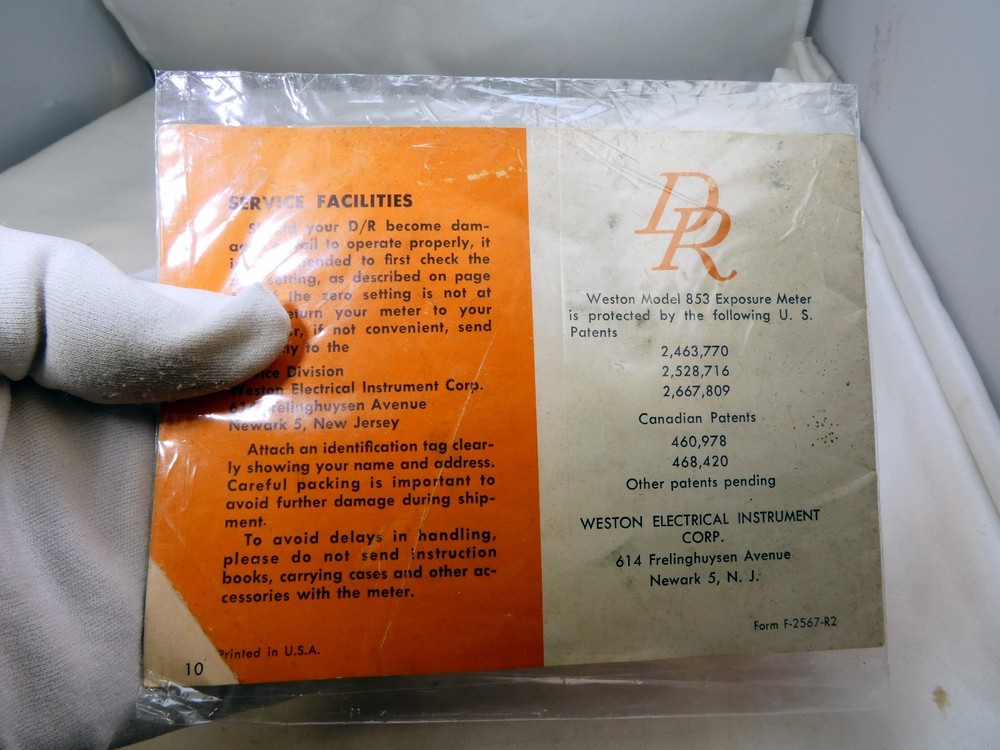 SERVICE FACILITIES
your D/R become dam-
to operate properly, it
to first check the
setting, as described on page
the zero setting is not at
return your meter to your
if not convenient, send
to the
Division
Weston Electrical Instrument Corp.
614 Frelinghuysen Avenue
Newark 5, New Jersey
Attach an identification tag clear-
ly showing your name and address.
Careful packing is important to
avoid further damage during ship-
ment.
To avoid delays in handling,
please do not send instruction
books, carrying cases and other ac-
cessories with the meter.
Printed in U.S.A.
10
DR
Weston Model 853 Exposure Meter
is protected by the following U. S.
Patents
2,463,770
2,528,716
2,667,809
Canadian Patents
460,978
468,420
Other patents pending
WESTON ELECTRICAL INSTRUMENT
CORP.
614 Frelinghuysen Avenue
Newark 5, N. J.
Form F-2567-R2